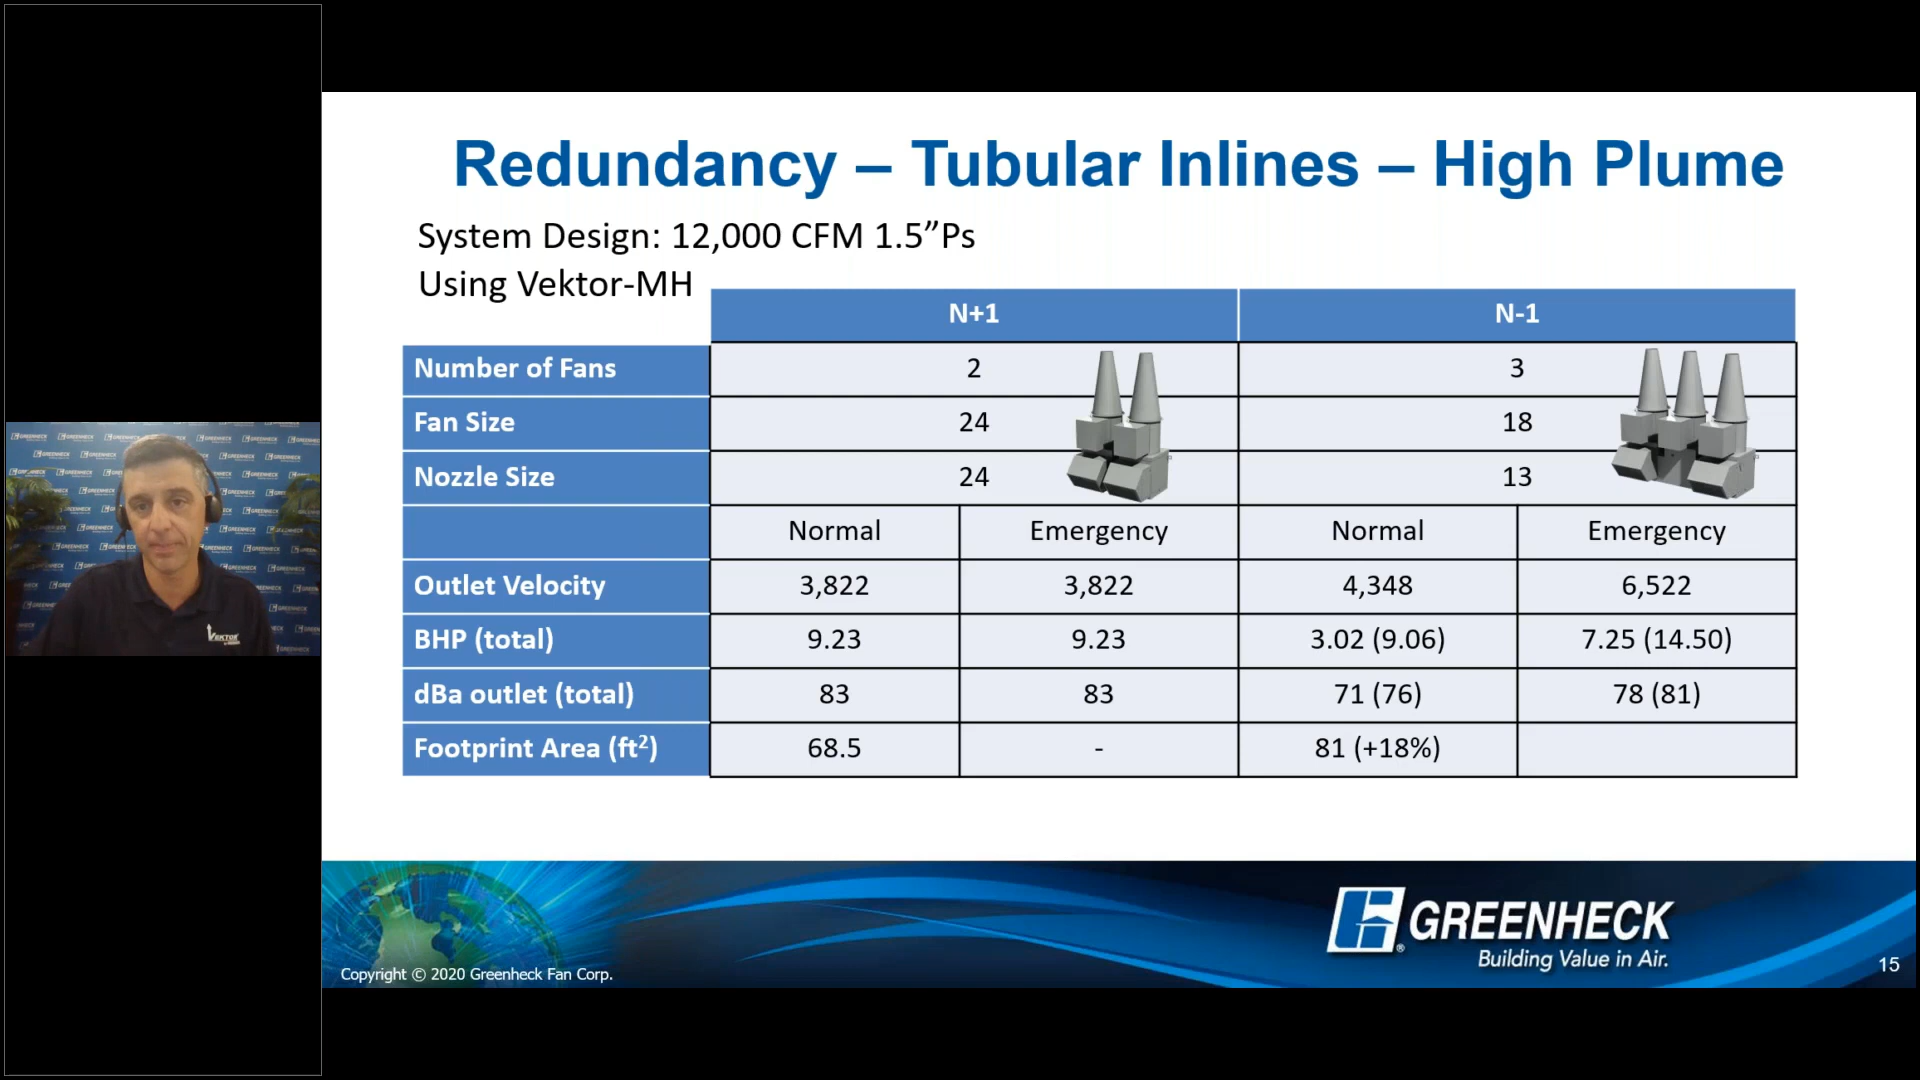 Redundancy – Tubular Inlines – High Plume
System Design: 12,000 CFM 1.5”Ps
Using Vektor-MH
N+1 N-1
Number of Fans 2 3
Fan Size 24 18
Nozzle Size 24 13
Normal Emergency Normal Emergency
Outlet Velocity 3,822 3,822 4,348 6,522
BHP (total) 9.23 9.23 3.02 (9.06) 7.25 (14.50)
dBa outlet (total) 83 83 71 (76) 78 (81)
Footprint Area (ft²) 68.5 - 81 (+18%)
GREENHECK
Building Value in Air.
Copyright © 2020 Greenheck Fan Corp.
15
VEKTOR